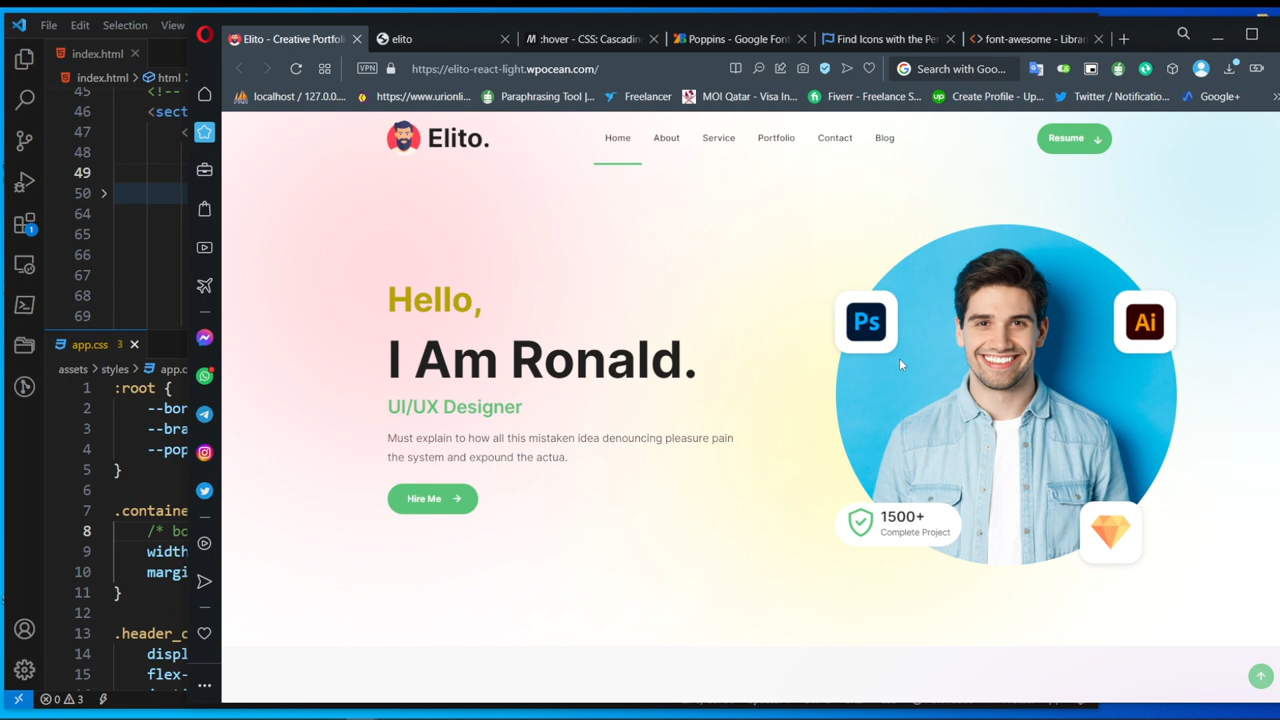 File Edit Selection View
index.html
index.html > html
45 <!--
46 <sect
47 <
48
49
50
64
65
66
67
68
69
app.css 3
assets > styles > app.c
1 :root {
2 --bor
3 --bra
4 --pop
5 }
6
7 .containe
8 /* bo
9 width
10 margi
11 }
12
13 .header_c
14 displ
15 flex-
0 3
Elito - Creative Portfoli
elito
:hover - CSS: Cascadin
Poppins - Google Font
Find Icons with the Per
font-awesome - Librar
VPN
https://elito-react-light.wpocean.com/
Search with Goo...
localhost / 127.0.0....
https://www.urionli...
Paraphrasing Tool |...
Freelancer
MOI Qatar - Visa In...
Fiverr - Freelance S...
Create Profile - Up...
Twitter / Notificatio...
Google+
Elito.
Home About Service Portfolio Contact Blog
Resume
Hello,
I Am Ronald.
UI/UX Designer
Must explain to how all this mistaken idea denouncing pleasure pain
the system and expound the actua.
Hire Me
Ps
Ai
1500+
Complete Project